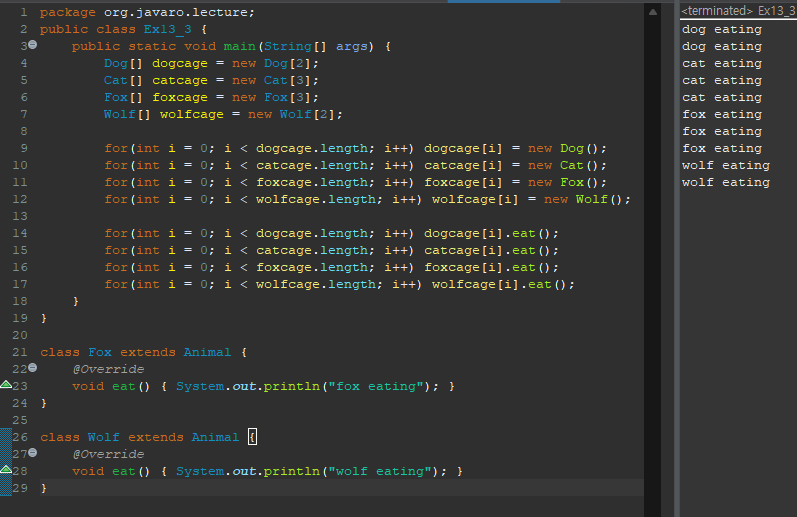 1 package org.javaro.lecture;
2 public class Ex13_3 {
3     public static void main(String[] args) {
4         Dog[] dogcage = new Dog[2];
5         Cat[] catcage = new Cat[3];
6         Fox[] foxcage = new Fox[3];
7         Wolf[] wolfcage = new Wolf[2];
8
9         for(int i = 0; i < dogcage.length; i++) dogcage[i] = new Dog();
10         for(int i = 0; i < catcage.length; i++) catcage[i] = new Cat();
11         for(int i = 0; i < foxcage.length; i++) foxcage[i] = new Fox();
12         for(int i = 0; i < wolfcage.length; i++) wolfcage[i] = new Wolf();
13
14         for(int i = 0; i < dogcage.length; i++) dogcage[i].eat();
15         for(int i = 0; i < catcage.length; i++) catcage[i].eat();
16         for(int i = 0; i < foxcage.length; i++) foxcage[i].eat();
17         for(int i = 0; i < wolfcage.length; i++) wolfcage[i].eat();
18     }
19 }
20
21 class Fox extends Animal {
22     @Override
23     void eat() { System.out.println("fox eating"); }
24 }
25
26 class Wolf extends Animal {
27     @Override
28     void eat() { System.out.println("wolf eating"); }
29 }
<terminated> Ex13_3
dog eating
dog eating
cat eating
cat eating
cat eating
fox eating
fox eating
fox eating
wolf eating
wolf eating